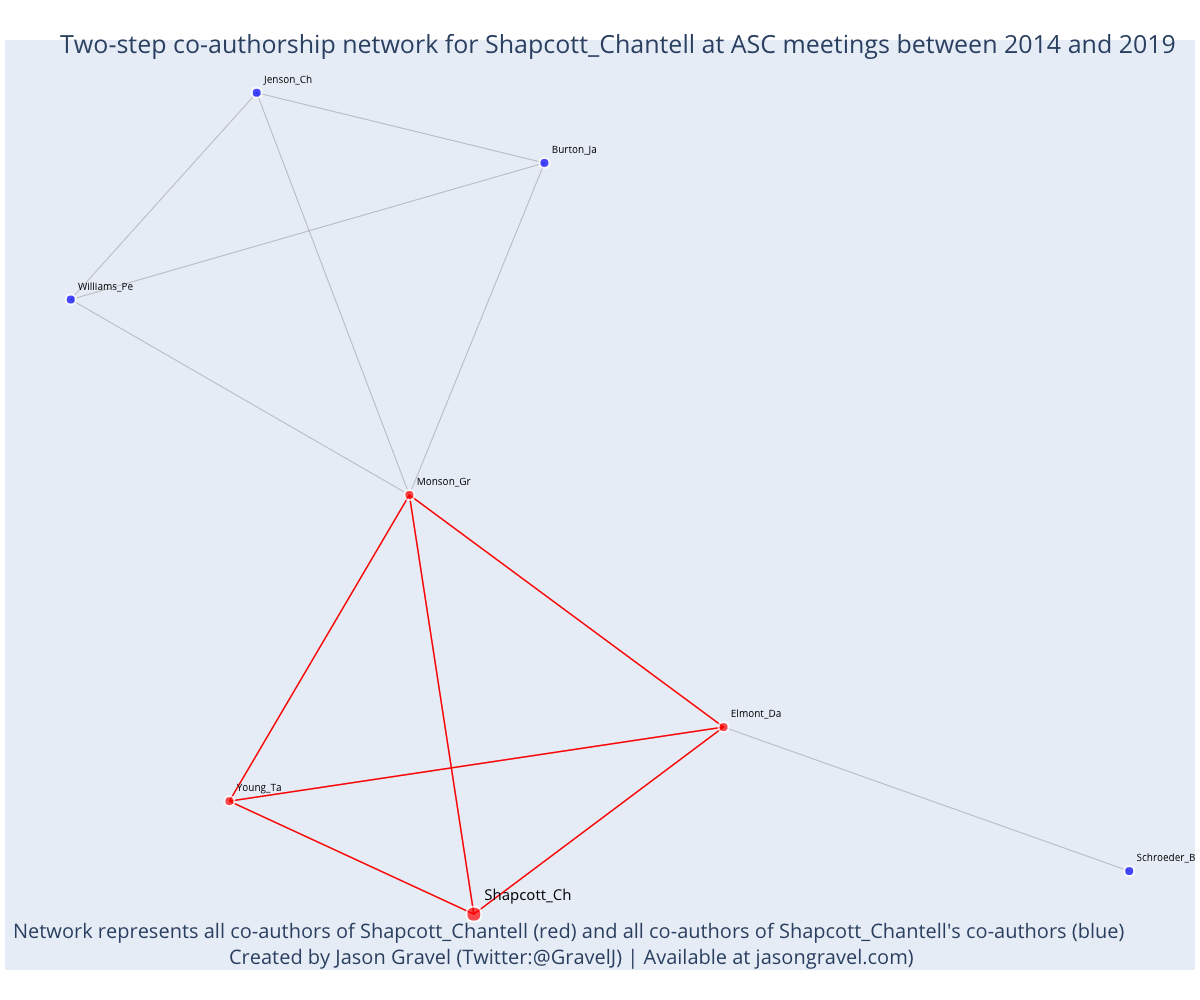 Two-step co-authorship network for Shapcott_Chantell at ASC meetings between 2014 and 2019
Jenson_Ch
Burton_Ja
Williams_Pe
Monson_Gr
Elmont_Da
Young_Ta
Schroeder_B
Shapcott_Ch
Network represents all co-authors of Shapcott_Chantell (red) and all co-authors of Shapcott_Chantell's co-authors (blue)
Created by Jason Gravel (Twitter:@GravelJ) | Available at jasongravel.com)